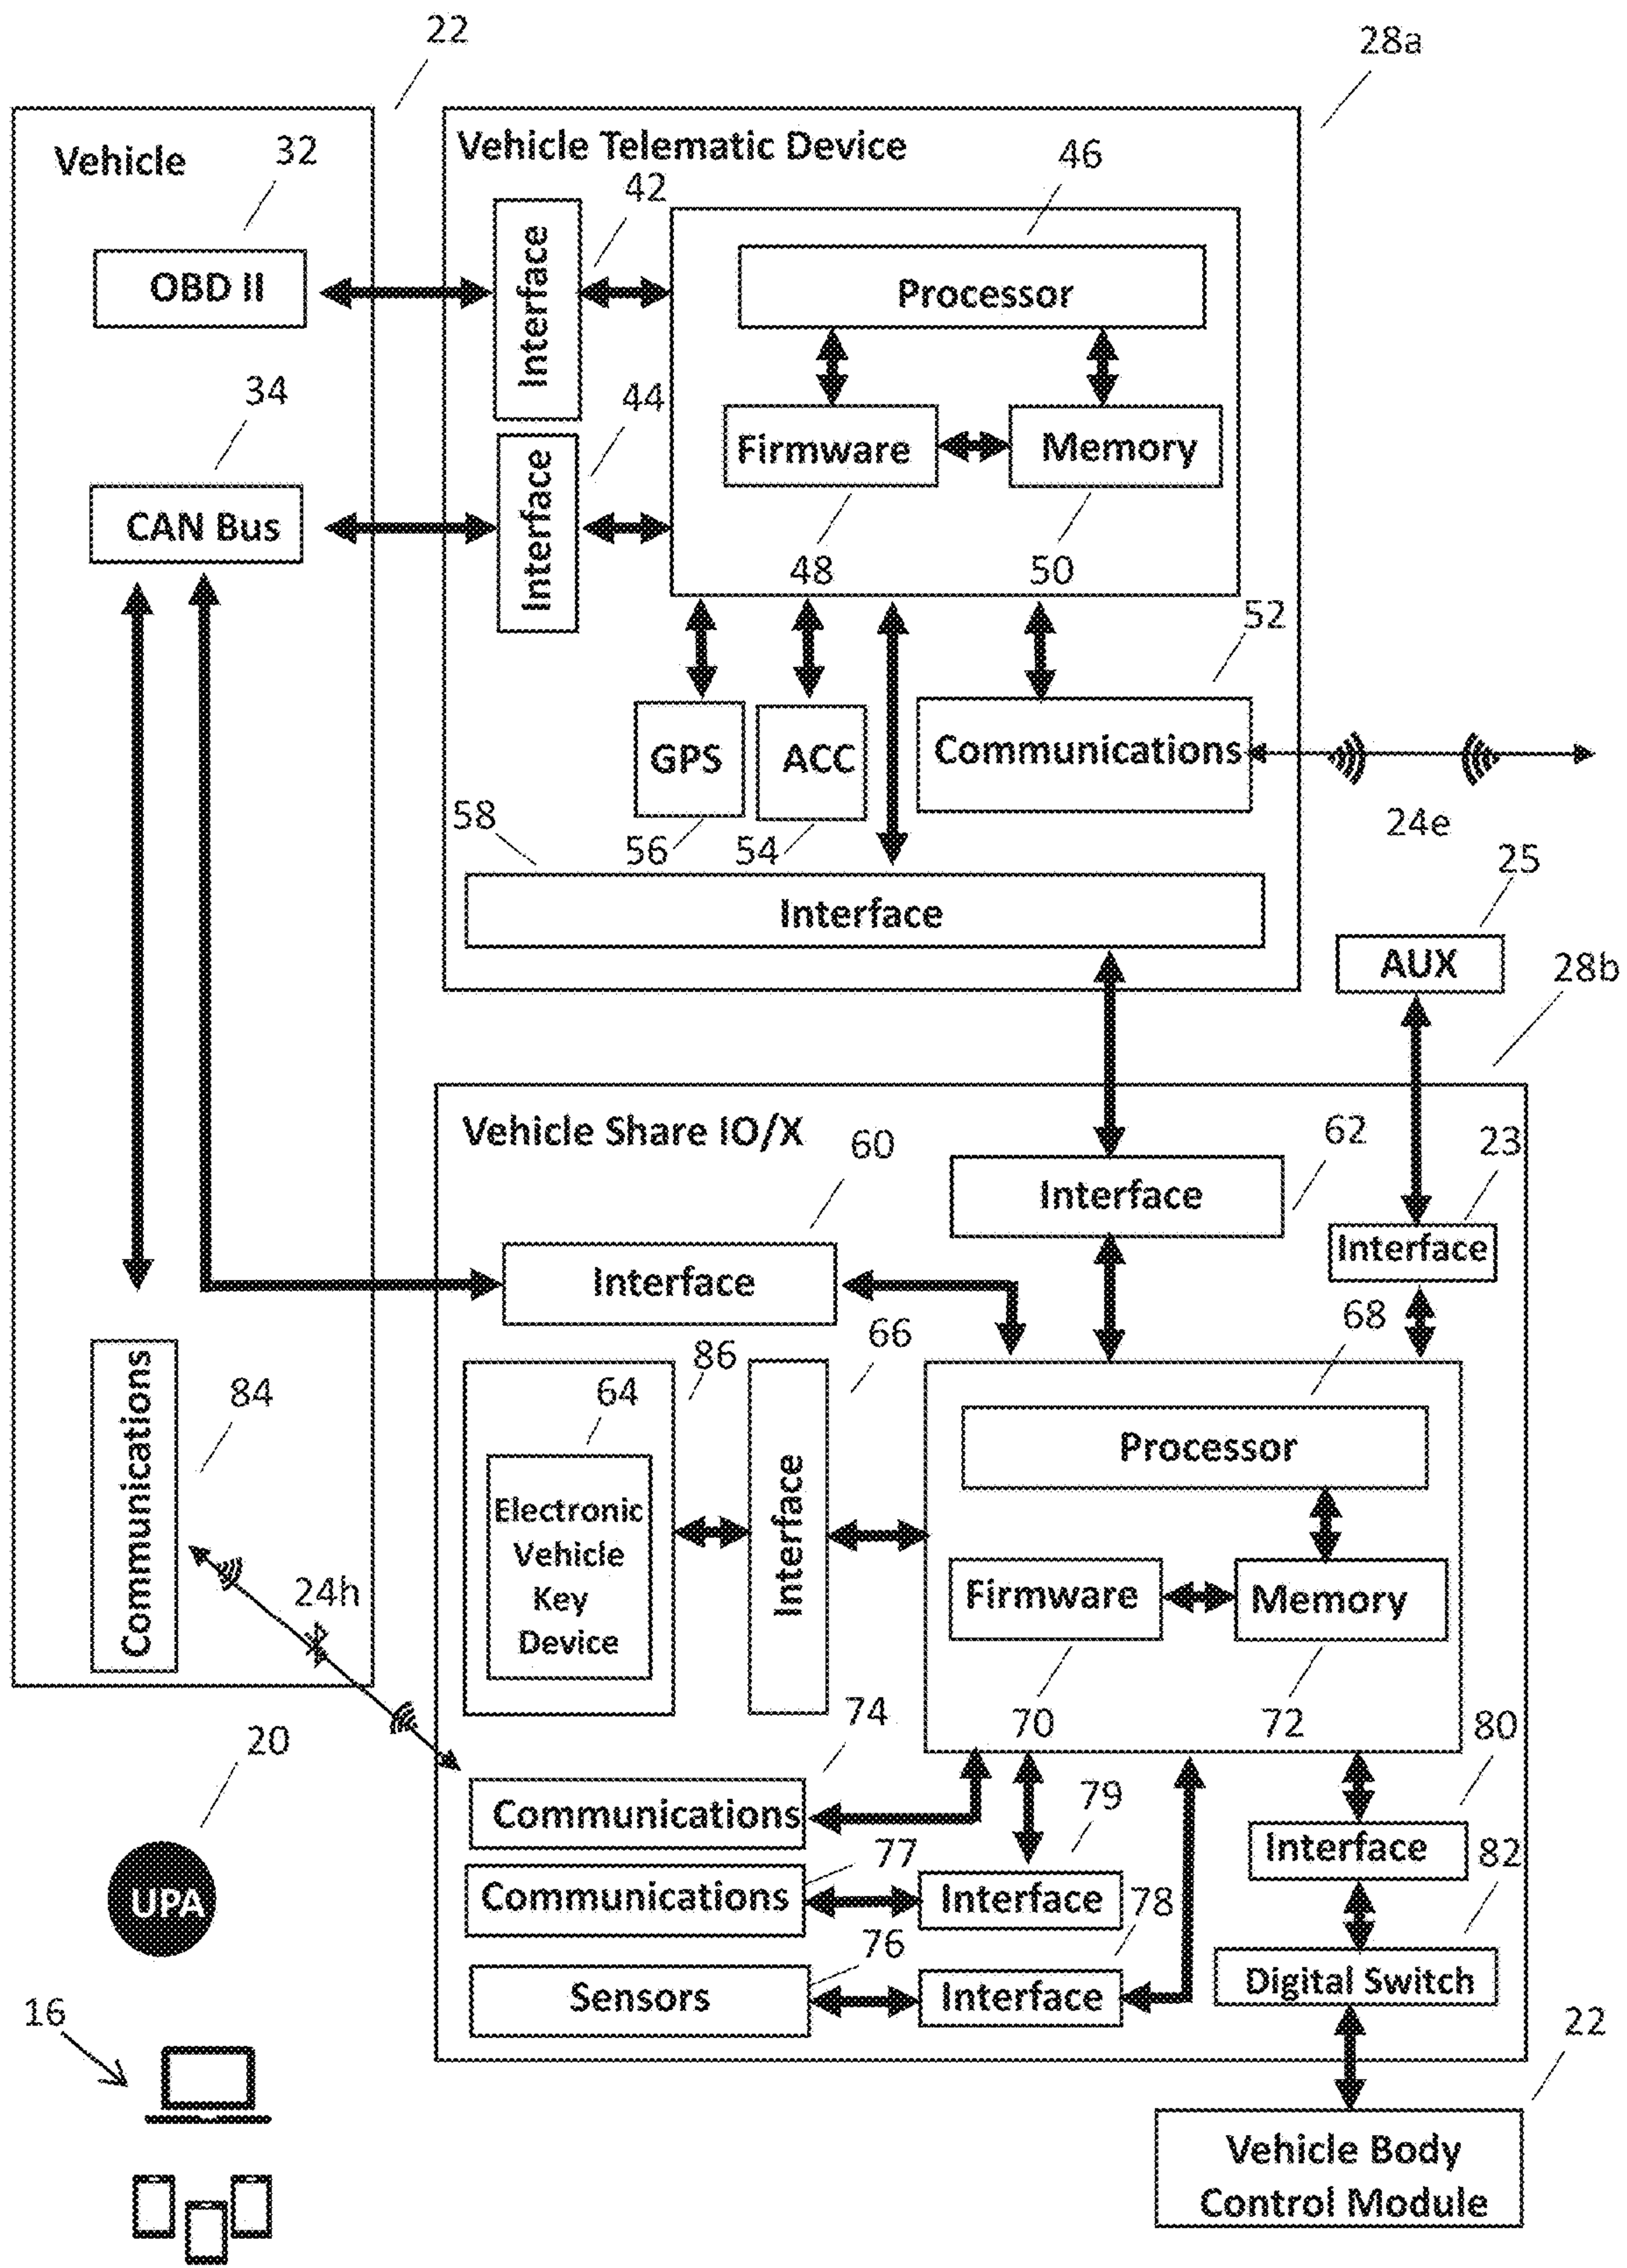 22
28a
Vehicle
32
Vehicle Telematic Device
46
42
OBD II
Interface
Processor
34
44
Firmware
Memory
CAN Bus
Interface
48
50
52
GPS
ACC
Communications
24e
58
56
54
25
Interface
AUX
28b
Vehicle Share IO/X
60
62
23
Interface
Interface
Interface
68
66
86
64
84
Communications
Processor
Electronic
Vehicle
Key
Device
Interface
24h
Firmware
Memory
74
70
72
80
20
79
Communications
77
Interface
82
UPA
Communications
Interface
78
76
Sensors
Interface
Digital Switch
16
22
Vehicle Body
Control Module